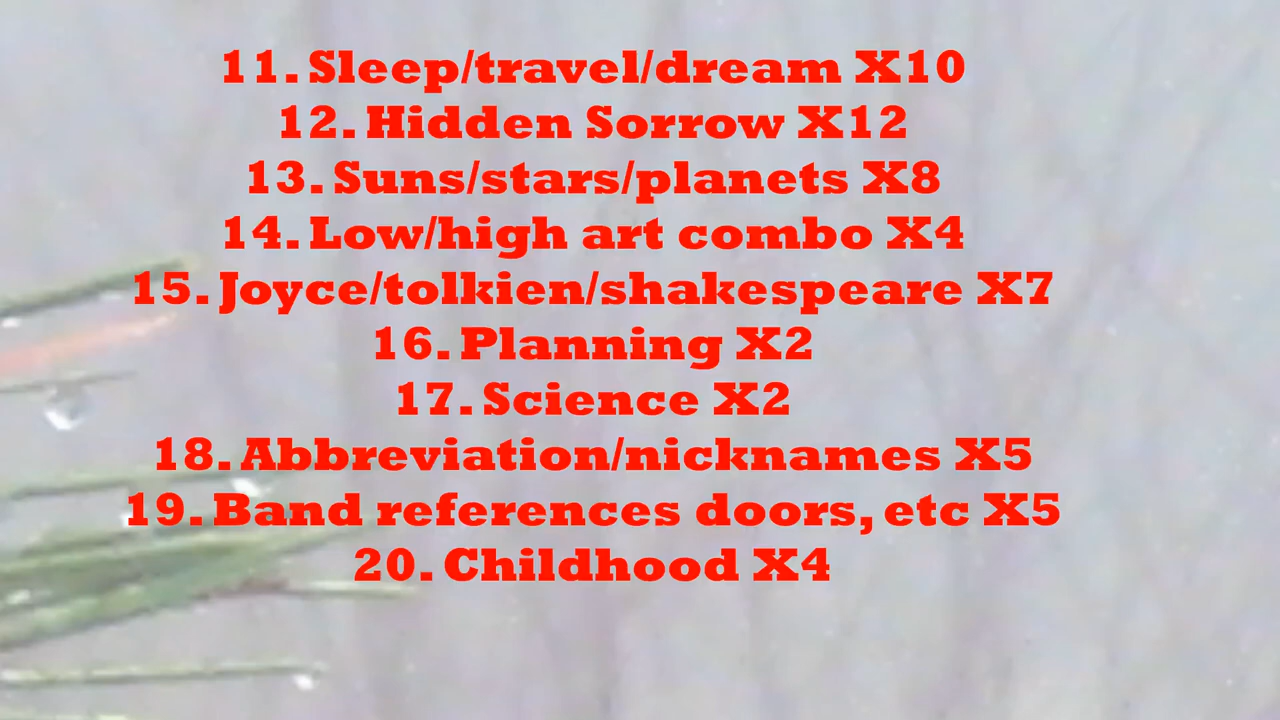 11. Sleep/travel/dream X10
12. Hidden Sorrow X12
13. Suns/stars/planets X8
14. Low/high art combo X4
15. Joyce/tolkien/shakespeare X7
16. Planning X2
17. Science X2
18. Abbreviation/nicknames X5
19. Band references doors, etc X5
20. Childhood X4